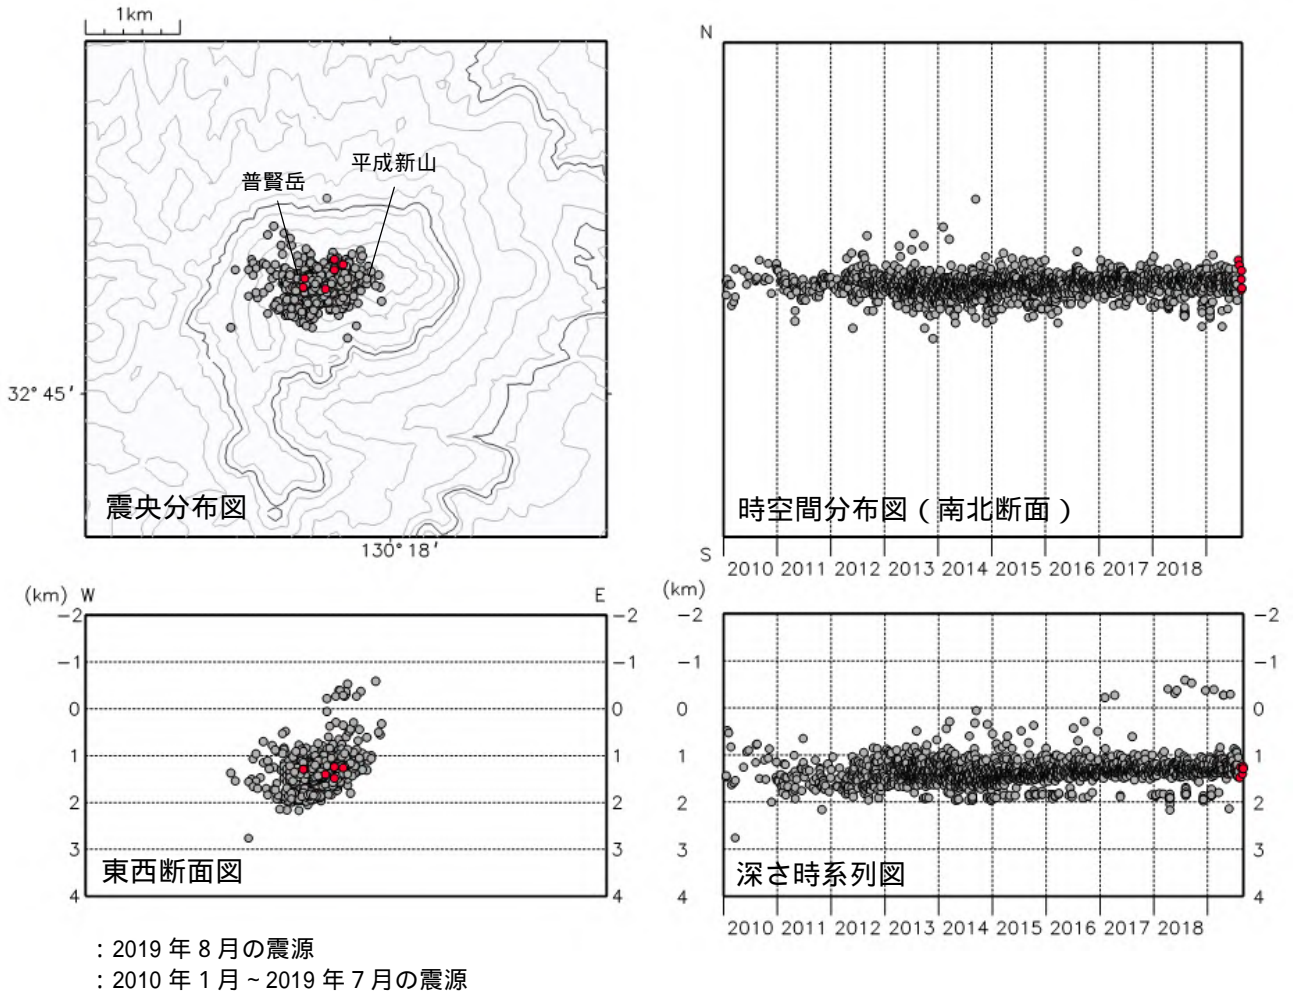 1km
普賢岳
平成新山
32° 45′
震央分布図
130° 18′
N
時空間分布図（南北断面）
S
2010 2011 2012 2013 2014 2015 2016 2017 2018
(km) W E
-2 -2
-1 -1
0 0
1 1
2 2
3 3
4 4
東西断面図
(km)
-2 -2
-1 -1
0 0
1 1
2 2
3 3
4 4
深さ時系列図
2010 2011 2012 2013 2014 2015 2016 2017 2018
：2019 年 8 月の震源
：2010 年 1 月～2019 年 7 月の震源